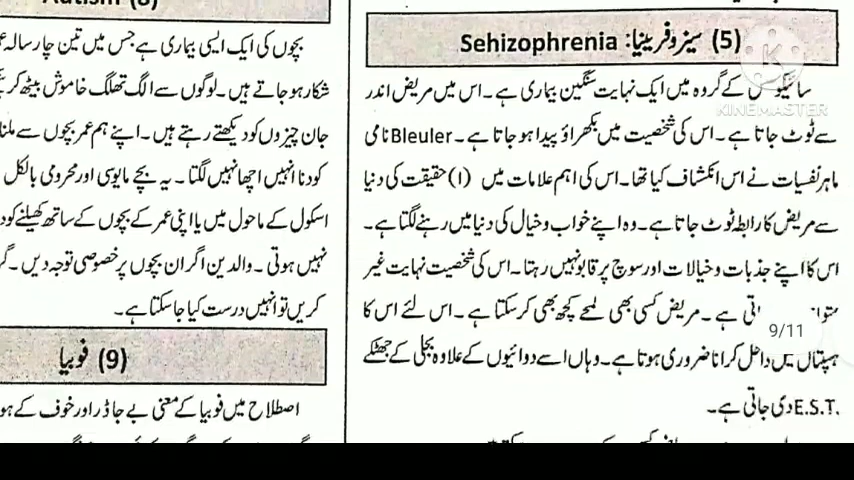 (5) سیزوفرینیا: Sehizophrenia
سائیکو کے گروہ میں ایک نہایت سنگین بیماری ہے۔ اس میں مریض اندر
سے ٹوٹ جاتا ہے۔ اس کی شخصیت میں بکھراؤ پیدا ہو جاتا ہے۔ Bleuler نامی
ماہر نفسیات نے اس انکشاف کیا تھا۔ اس کی اہم علامات میں (۱) حقیقت کی دنیا
سے مریض کا رابطہ ٹوٹ جاتا ہے۔ وہ اپنے خواب و خیال کی دنیا میں رہنے لگتا ہے۔
اس کا اپنے جذبات و خیالات اور سوچ پر قابو نہیں رہتا۔ اس کی شخصیت نہایت غیر
ہے۔ مریض کسی بھی لمحے کچھ بھی کر سکتا ہے۔ اس لئے اس کا
ہسپتال میں داخل کرانا ضروری ہوتا ہے۔ وہاں اسے دوائیوں کے علاوہ بجلی کے جھٹکے
E.S.T. دی جاتی ہے۔
Autism (8)
بچوں کی ایک ایسی بیماری ہے جس میں تین چار سالہ
شکار ہو جاتے ہیں۔ لوگوں سے الگ تھلگ خاموش بیٹھ کر
جان چیزوں کو دیکھتے رہتے ہیں۔ اپنے ہم عمر بچوں سے ملنا
کودنا انہیں اچھا نہیں لگتا۔ یہ بچے مایوسی اور محرومی بالکل
اسکول کے ماحول میں یا اپنی عمر کے بچوں کے ساتھ کھیلنے کود
نہیں ہوتی۔ والدین اگر ان بچوں پر خصوصی توجہ دیں۔
کریں تو انہیں درست کیا جا سکتا ہے۔
(9) فوبیا
اصطلاح میں فوبیا کے معنی بے جا ڈر اور خوف کے
KINEMASTER
9/11